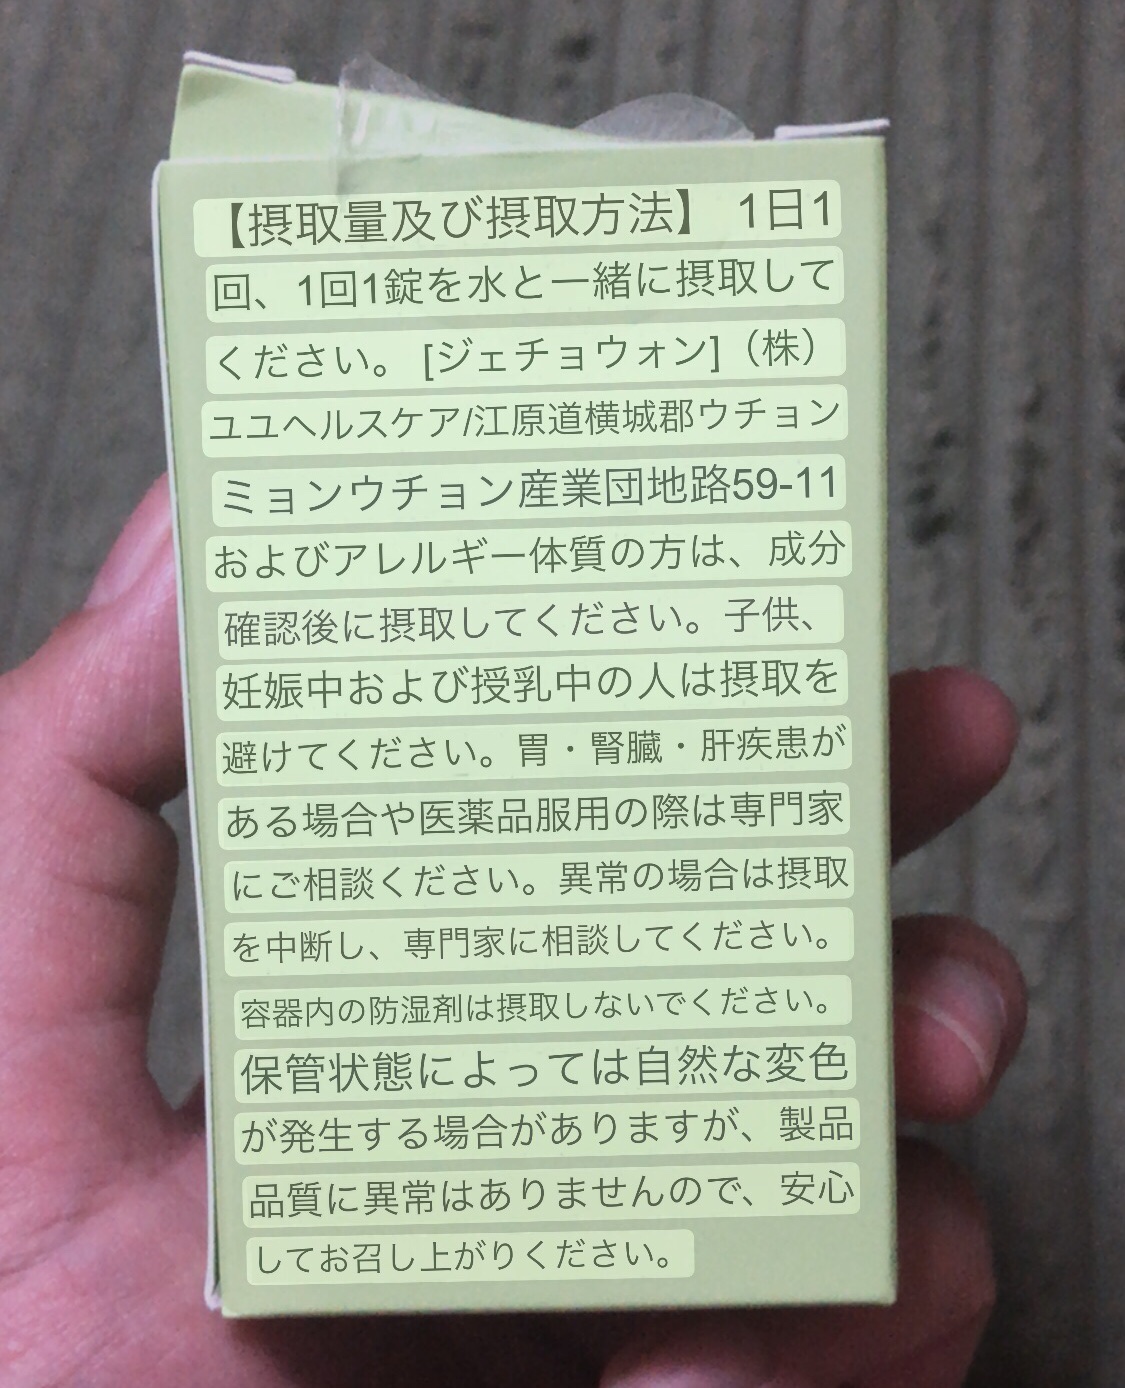 【摂取量及び摂取方法】 1日1
回、1回1錠を水と一緒に摂取して
ください。 [ジェチョウォン]（株）
ユユヘルスケア/江原道横城郡ウチョン
ミョンウチョン産業団地路59-11
およびアレルギー体質の方は、成分
確認後に摂取してください。子供、
妊娠中および授乳中の人は摂取を
避けてください。胃・腎臓・肝疾患が
ある場合や医薬品服用の際は専門家
にご相談ください。異常の場合は摂取
を中断し、専門家に相談してください。
容器内の防湿剤は摂取しないでください。
保管状態によっては自然な変色
が発生する場合がありますが、製品
品質に異常はありませんので、安心
してお召し上がりください。